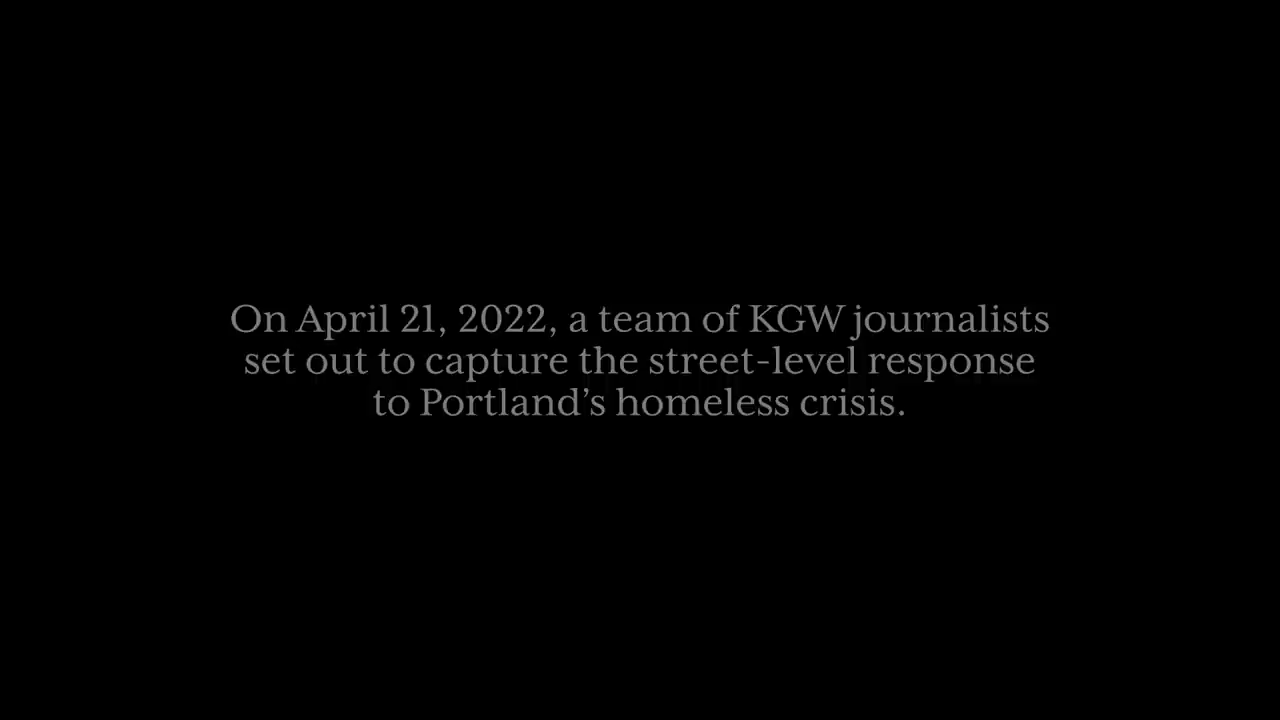 On April 21, 2022, a team of KGW journalists
set out to capture the street-level response
to Portland’s homeless crisis.